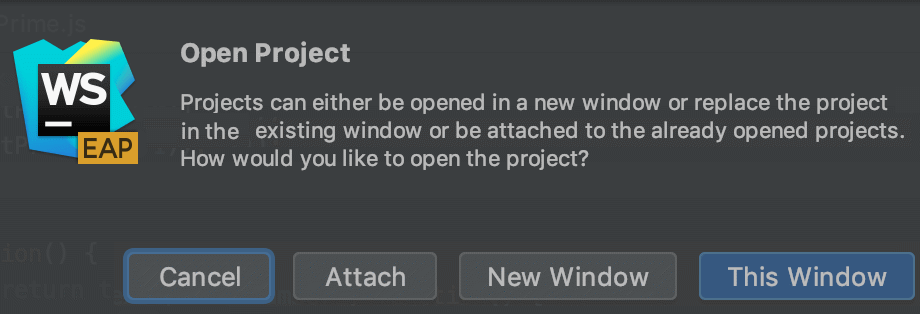 Prime.js
Open Project
WS
EAP
Projects can either be opened in a new window or replace the project
in the existing window or be attached to the already opened projects.
How would you like to open the project?
ion() {
return
Cancel
Attach
New Window
This Window